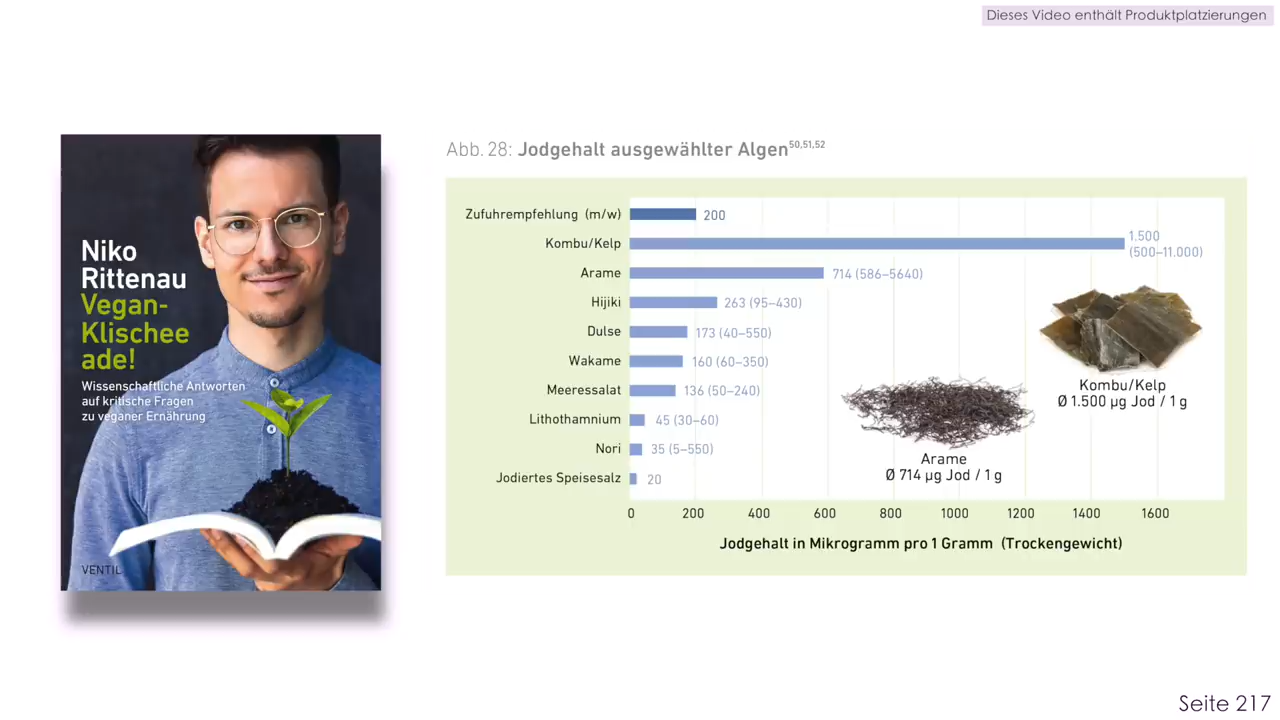 Dieses Video enthält Produktplatzierungen
Niko
Rittenau
Vegan-
Klischee
ade!
Wissenschaftliche Antworten
auf kritische Fragen
zu veganer Ernährung
VENTIL
Abb. 28: Jodgehalt ausgewählter Algen50,51,52
Zufuhrempfehlung (m/w) 200
Kombu/Kelp 1.500
(500–11.000)
Arame 714 (586–5640)
Hijiki 263 (95–430)
Dulse 173 (40–550)
Wakame 160 (60–350)
Meeressalat 136 (50–240)
Lithothamnium 45 (30–60)
Nori 35 (5–550)
Jodiertes Speisesalz 20
Kombu/Kelp
Ø 1.500 µg Jod / 1 g
Arame
Ø 714 µg Jod / 1 g
0 200 400 600 800 1000 1200 1400 1600
Jodgehalt in Mikrogramm pro 1 Gramm (Trockengewicht)
Seite 217